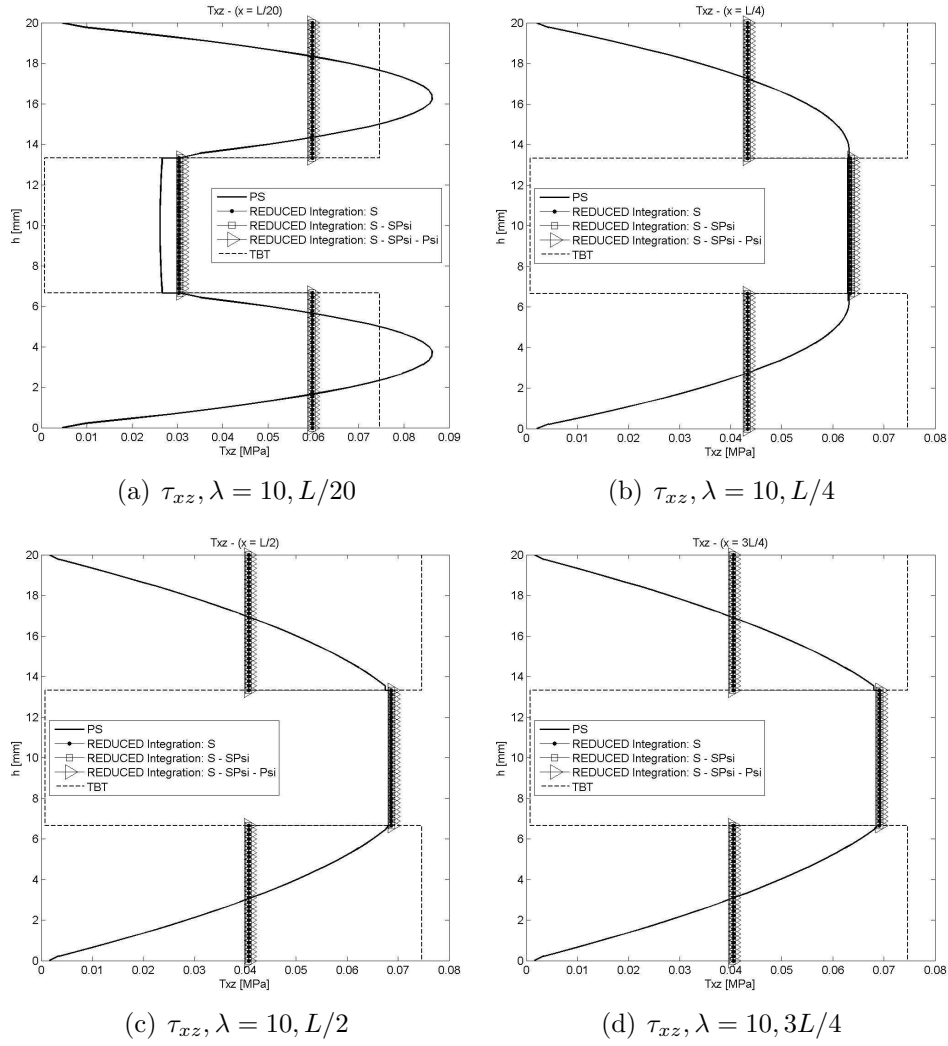 Txz - (x = L/20)
20
18
16
14
12
10
8
6
4
2
0
h [mm]
PS
REDUCED Integration: S
REDUCED Integration: S - SPsi
REDUCED Integration: S - SPsi - Psi
TBT
0 0.01 0.02 0.03 0.04 0.05 0.06 0.07 0.08 0.09
Txz [MPa]
(a) τxz, λ = 10, L/20
Txz - (x = L/4)
20
18
16
14
12
10
8
6
4
2
0
h [mm]
PS
REDUCED Integration: S
REDUCED Integration: S - SPsi
REDUCED Integration: S - SPsi - Psi
TBT
0 0.01 0.02 0.03 0.04 0.05 0.06 0.07 0.08
Txz [MPa]
(b) τxz, λ = 10, L/4
Txz - (x = L/2)
20
18
16
14
12
10
8
6
4
2
0
h [mm]
PS
REDUCED Integration: S
REDUCED Integration: S - SPsi
REDUCED Integration: S - SPsi - Psi
TBT
0 0.01 0.02 0.03 0.04 0.05 0.06 0.07 0.08
Txz [MPa]
(c) τxz, λ = 10, L/2
Txz - (x = 3L/4)
20
18
16
14
12
10
8
6
4
2
0
h [mm]
PS
REDUCED Integration: S
REDUCED Integration: S - SPsi
REDUCED Integration: S - SPsi - Psi
TBT
0 0.01 0.02 0.03 0.04 0.05 0.06 0.07 0.08
Txz [MPa]
(d) τxz, λ = 10, 3L/4